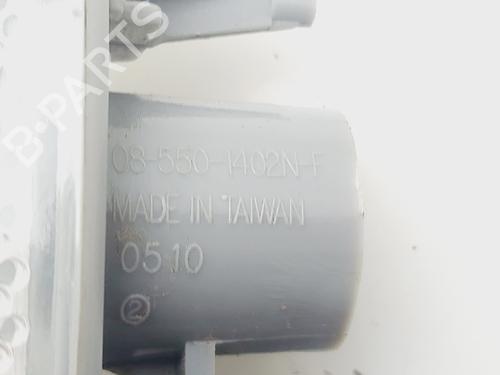 B-PARTS
08-550-1402N-F
MADE IN TAIWAN
0510
2